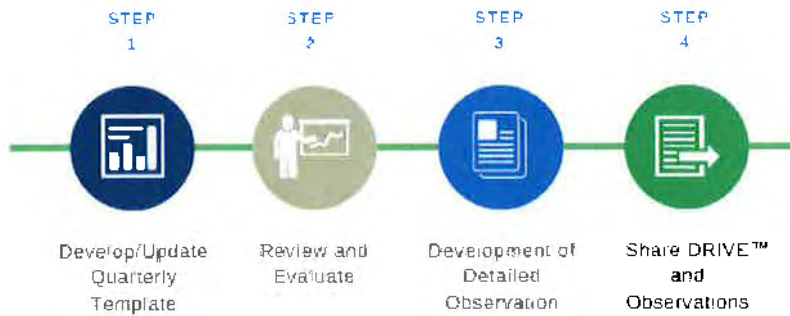 STEP
1
STEP
2
STEP
3
STEP
4
Develop/Update
Quarterly
Template
Review and
Evaluate
Development of
Detailed
Observation
Share DRIVE™
and
Observations